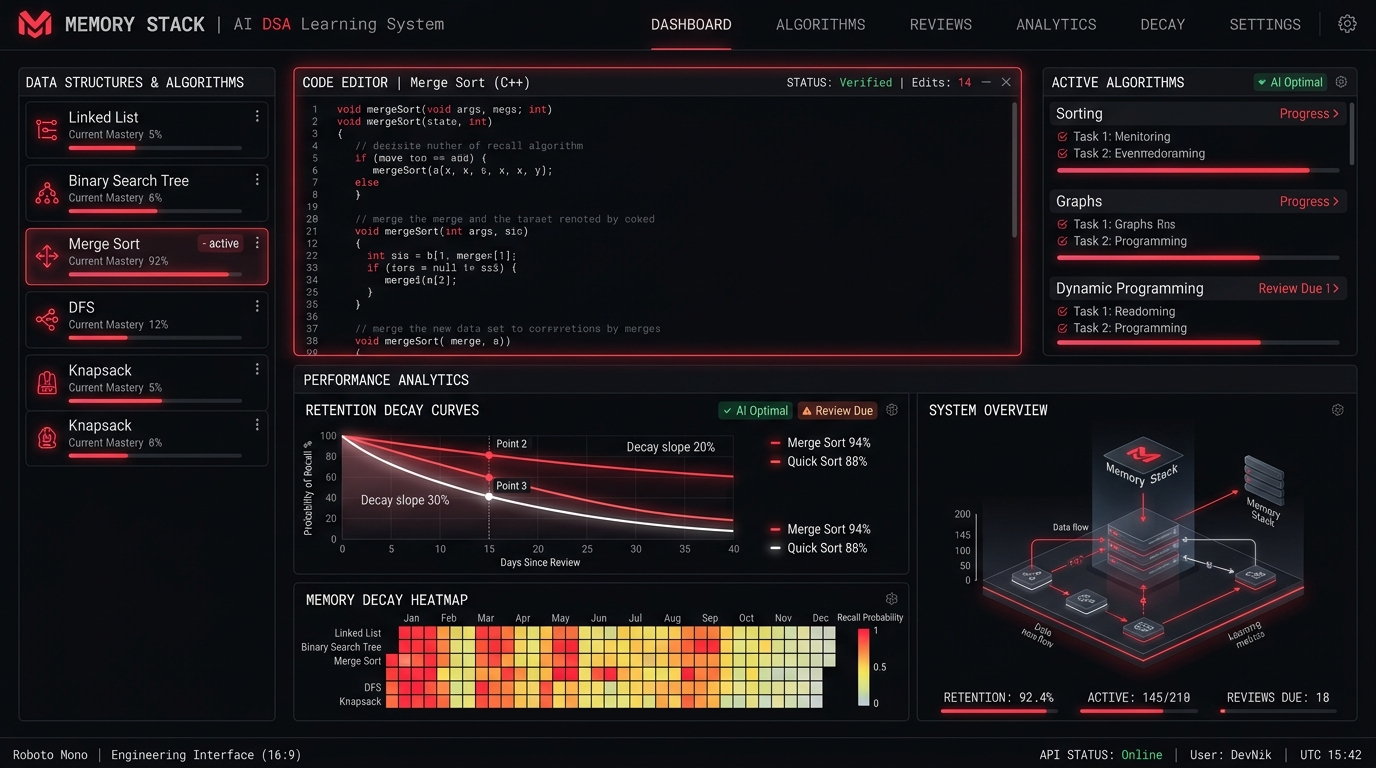 MEMORY STACK | AI DSA Learning System
DASHBOARD
ALGORITHMS
REVIEWS
ANALYTICS
DECAY
SETTINGS
DATA STRUCTURES & ALGORITHMS
Linked List
Current Mastery 5%
Binary Search Tree
Current Mastery 6%
Merge Sort
- active
Current Mastery 92%
DFS
Current Mastery 12%
Knapsack
Current Mastery 5%
Knapsack
Current Mastery 6%
CODE EDITOR | Merge Sort (C++)
STATUS: Verified | Edits: 14
1 void mergeSort(void args, megs; int)
2 void mergeSort(state, int)
3 {
4 // decisite nuther of recall algorithm
5 if (move too == add) {
6 mergeSort(a[x, x, s, x, x, y];
7 else
8 }
19
20 // merge the merge and the target renoted by coked
21 void mergeSort(int args, sic)
12 {
22 int sis = b[1, merger[1];
33 if (fors = null to ss3) {
34 mergeI(n[2];
25 }
35 }
36
37 // merge the new data set to corrretions by merges
38 void mergeSort( merge, a))
ACTIVE ALGORITHMS
AI Optimal
Sorting
Progress >
Task 1: Menitoring
Task 2: Evenmedoraming
Graphs
Progress >
Task 1: Graphs Rns
Task 2: Programming
Dynamic Programming
Review Due 1 >
Task 1: Readoming
Task 2: Programming
PERFORMANCE ANALYTICS
RETENTION DECAY CURVES
AI Optimal
Review Due
Probability of Recall %
100
80
60
40
20
0
Point 2
Point 3
Decay slope 20%
Decay slope 30%
0 5 10 15 20 25 30 35 40
Days Since Review
Merge Sort 94%
Quick Sort 88%
Merge Sort 94%
Quick Sort 88%
MEMORY DECAY HEATMAP
Jan Feb Mar Apr May Jun Jul Aug Sep Oct Nov Dec
Recall Probability
Linked List
Binary Search Tree
Merge Sort
DFS
Knapsack
1
0.5
0
SYSTEM OVERVIEW
Memory Stack
Memory
Stack
Data flow
200
145
100
50
0
RETENTION: 92.4%
ACTIVE: 145/210
REVIEWS DUE: 18
Roboto Mono | Engineering Interface (16:9)
API STATUS: Online | User: DevNik | UTC 15:42